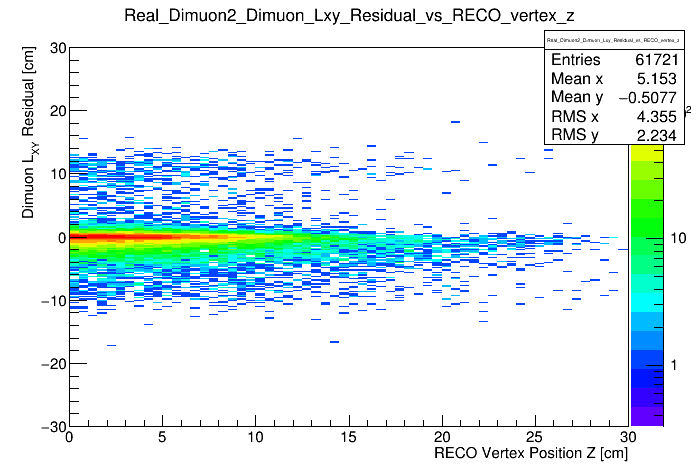 Real_Dimuon2_Dimuon_Lxy_Residual_vs_RECO_vertex_z
Real_Dimuon2_Dimuon_Lxy_Residual_vs_RECO_vertex_z
Entries 61721
Mean x 5.153
Mean y −0.5077
RMS x 4.355
RMS y 2.234
Dimuon LXY Residual [cm]
30
20
10
0
−10
−20
−30
0 5 10 15 20 25 30
RECO Vertex Position Z [cm]
2
10
1